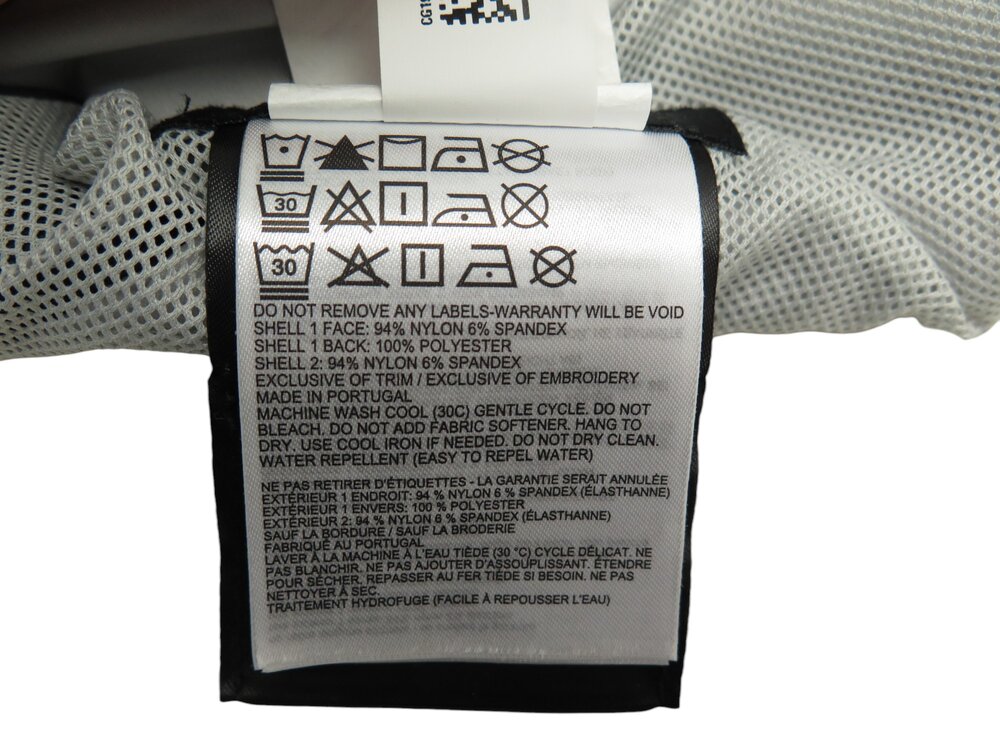 30
30
DO NOT REMOVE ANY LABELS-WARRANTY WILL BE VOID
SHELL 1 FACE: 94% NYLON 6% SPANDEX
SHELL 1 BACK: 100% POLYESTER
SHELL 2: 94% NYLON 6% SPANDEX
EXCLUSIVE OF TRIM / EXCLUSIVE OF EMBROIDERY
MADE IN PORTUGAL
MACHINE WASH COOL (30C) GENTLE CYCLE. DO NOT
BLEACH. DO NOT ADD FABRIC SOFTENER. HANG TO
DRY. USE COOL IRON IF NEEDED. DO NOT DRY CLEAN.
WATER REPELLENT (EASY TO REPEL WATER)
NE PAS RETIRER D'ÉTIQUETTES - LA GARANTIE SERAIT ANNULÉE
EXTÉRIEUR 1 ENDROIT: 94 % NYLON 6 % SPANDEX (ÉLASTHANNE)
EXTÉRIEUR 1 ENVERS: 100 % POLYESTER
EXTÉRIEUR 2: 94 % NYLON 6 % SPANDEX (ÉLASTHANNE)
SAUF LA BORDURE / SAUF LA BRODERIE
FABRIQUÉ AU PORTUGAL
LAVER À LA MACHINE À L'EAU TIÈDE (30 °C) CYCLE DÉLICAT. NE
PAS BLANCHIR. NE PAS AJOUTER D'ASSOUPLISSANT. ÉTENDRE
POUR SÉCHER. REPASSER AU FER TIÈDE SI BESOIN. NE PAS
NETTOYER À SEC.
TRAITEMENT HYDROFUGE (FACILE À REPOUSSER L'EAU)